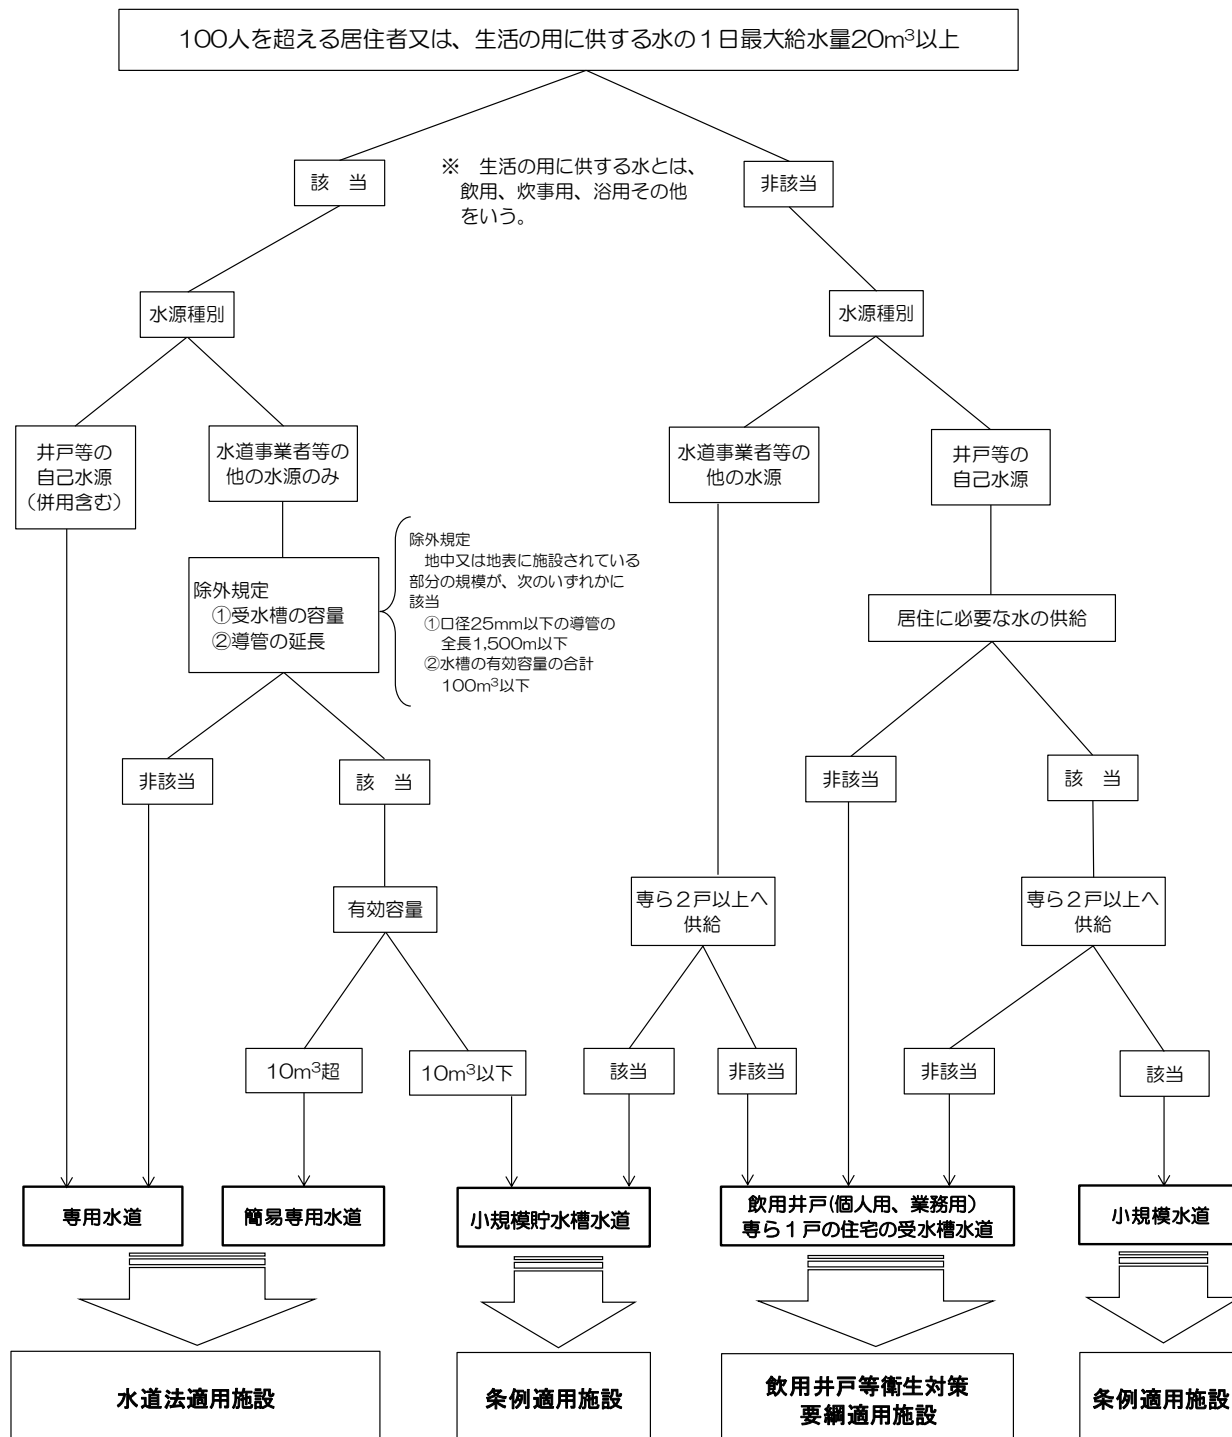 100人を超える居住者又は、生活の用に供する水の1日最大給水量20m³以上
該　当
※　生活の用に供する水とは、
飲用、炊事用、浴用その他
をいう。
非該当
水源種別
水源種別
井戸等の
自己水源
（併用含む）
水道事業者等の
他の水源のみ
水道事業者等の
他の水源
井戸等の
自己水源
除外規定
①受水槽の容量
②導管の延長
除外規定
地中又は地表に施設されている
部分の規模が、次のいずれかに
該当
①口径25mm以下の導管の
全長1,500m以下
②水槽の有効容量の合計
100m³以下
居住に必要な水の供給
非該当
該　当
非該当
該　当
有効容量
専ら２戸以上へ
供給
専ら２戸以上へ
供給
10m³超
10m³以下
該当
非該当
非該当
該当
専用水道
簡易専用水道
小規模貯水槽水道
飲用井戸(個人用、業務用)
専ら１戸の住宅の受水槽水道
小規模水道
水道法適用施設
条例適用施設
飲用井戸等衛生対策
要綱適用施設
条例適用施設